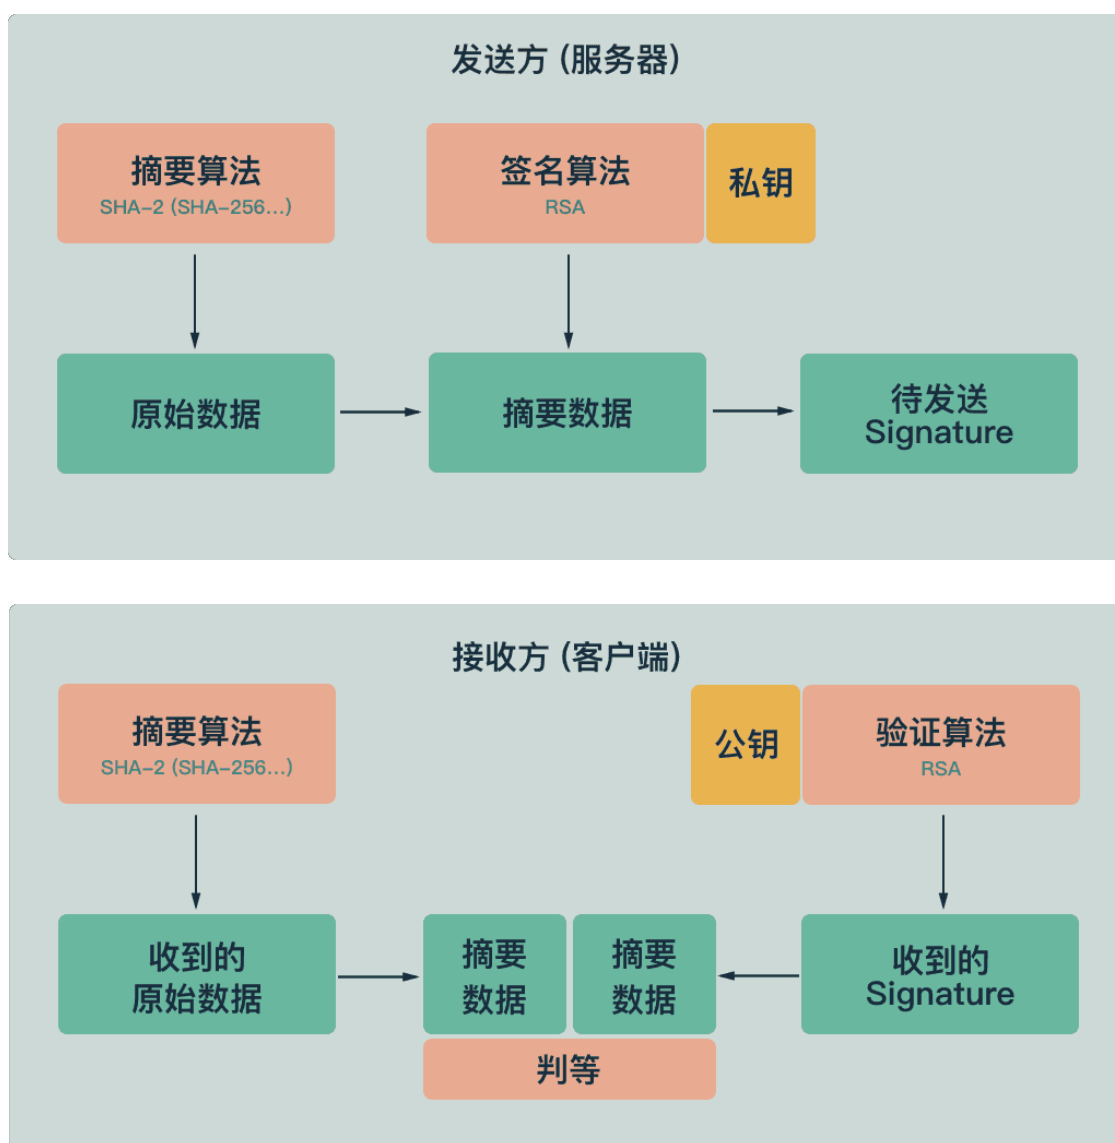 发送方 (服务器)
摘要算法
SHA-2 (SHA-256...)
签名算法
RSA
私钥
原始数据
摘要数据
待发送
Signature
接收方 (客户端)
摘要算法
SHA-2 (SHA-256...)
公钥
验证算法
RSA
收到的
原始数据
摘要
数据
摘要
数据
收到的
Signature
判等